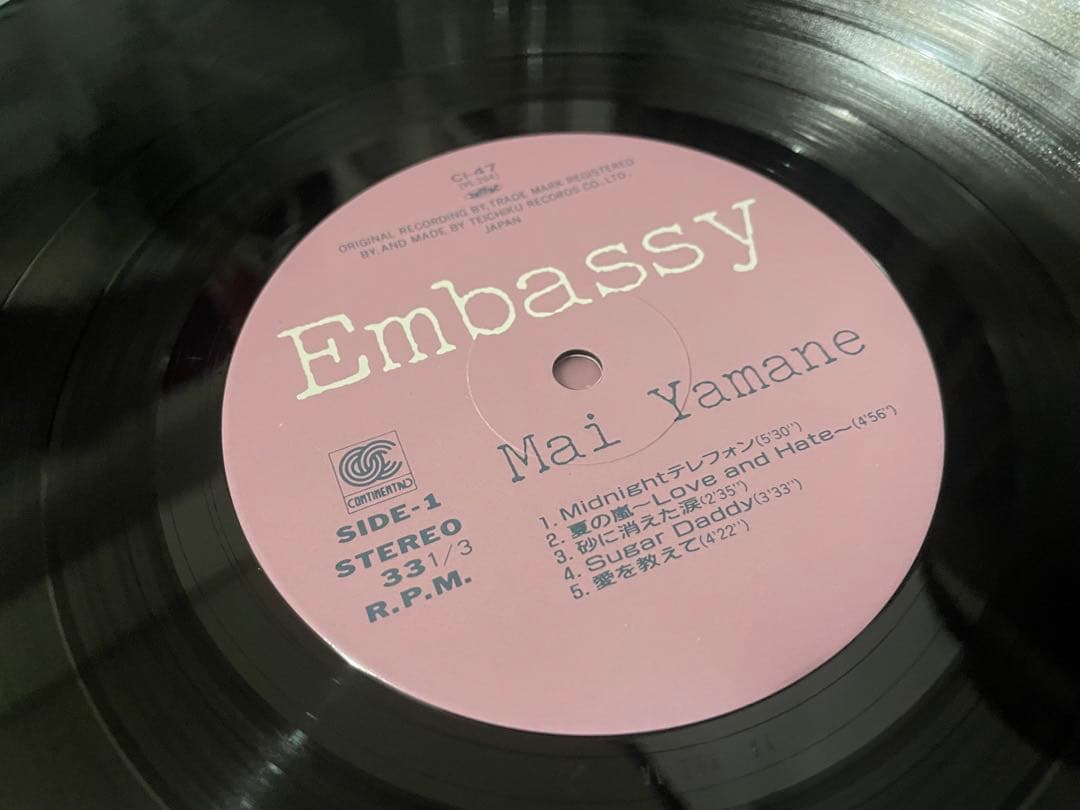 CI-47
ORIGINAL RECORDING BY, TRADE MARK REGISTERED
BY, AND MADE BY TEICHIKU RECORDS CO., LTD.,
JAPAN
Embassy
Mai Yamane
CONTINENTAL
SIDE-1
STEREO
33 1/3
R.P.M.
1. Midnightテレフォン(5'30")
2. 夏の嵐〜Love and Hate〜(4'56")
3. 砂に消えた涙(2'35")
4. Sugar Daddy(3'33")
5. 愛を教えて(4'22")